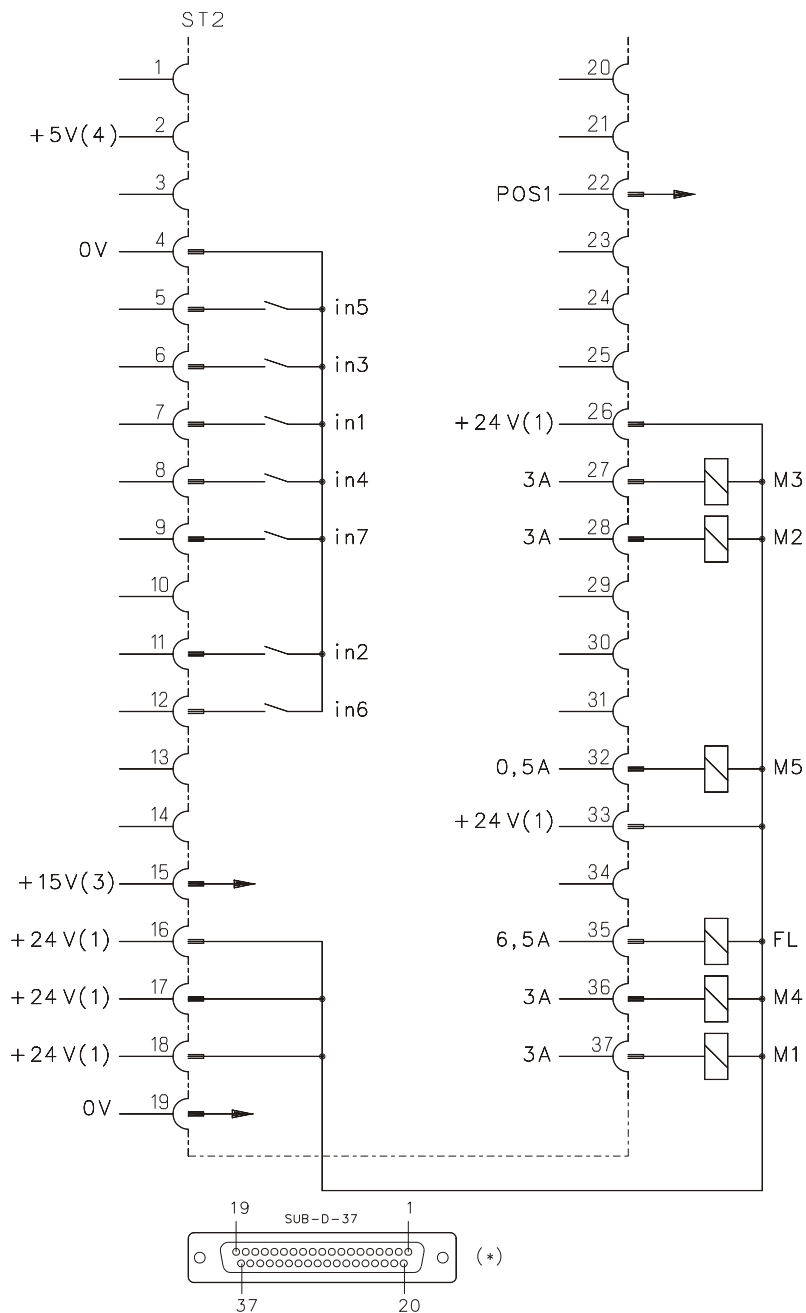 ST2
1 20
+5V(4) 2 21
3 POS1 22
0V 4 23
5 in5 24
6 in3 25
7 in1 +24V(1) 26
8 in4 3A 27 M3
9 in7 3A 28 M2
10 29
11 in2 30
12 in6 31
13 0,5A 32 M5
14 +24V(1) 33
+15V(3) 15 34
+24V(1) 16 6,5A 35 FL
+24V(1) 17 3A 36 M4
+24V(1) 18 3A 37 M1
0V 19
19 SUB-D-37 1
(*)
37 20